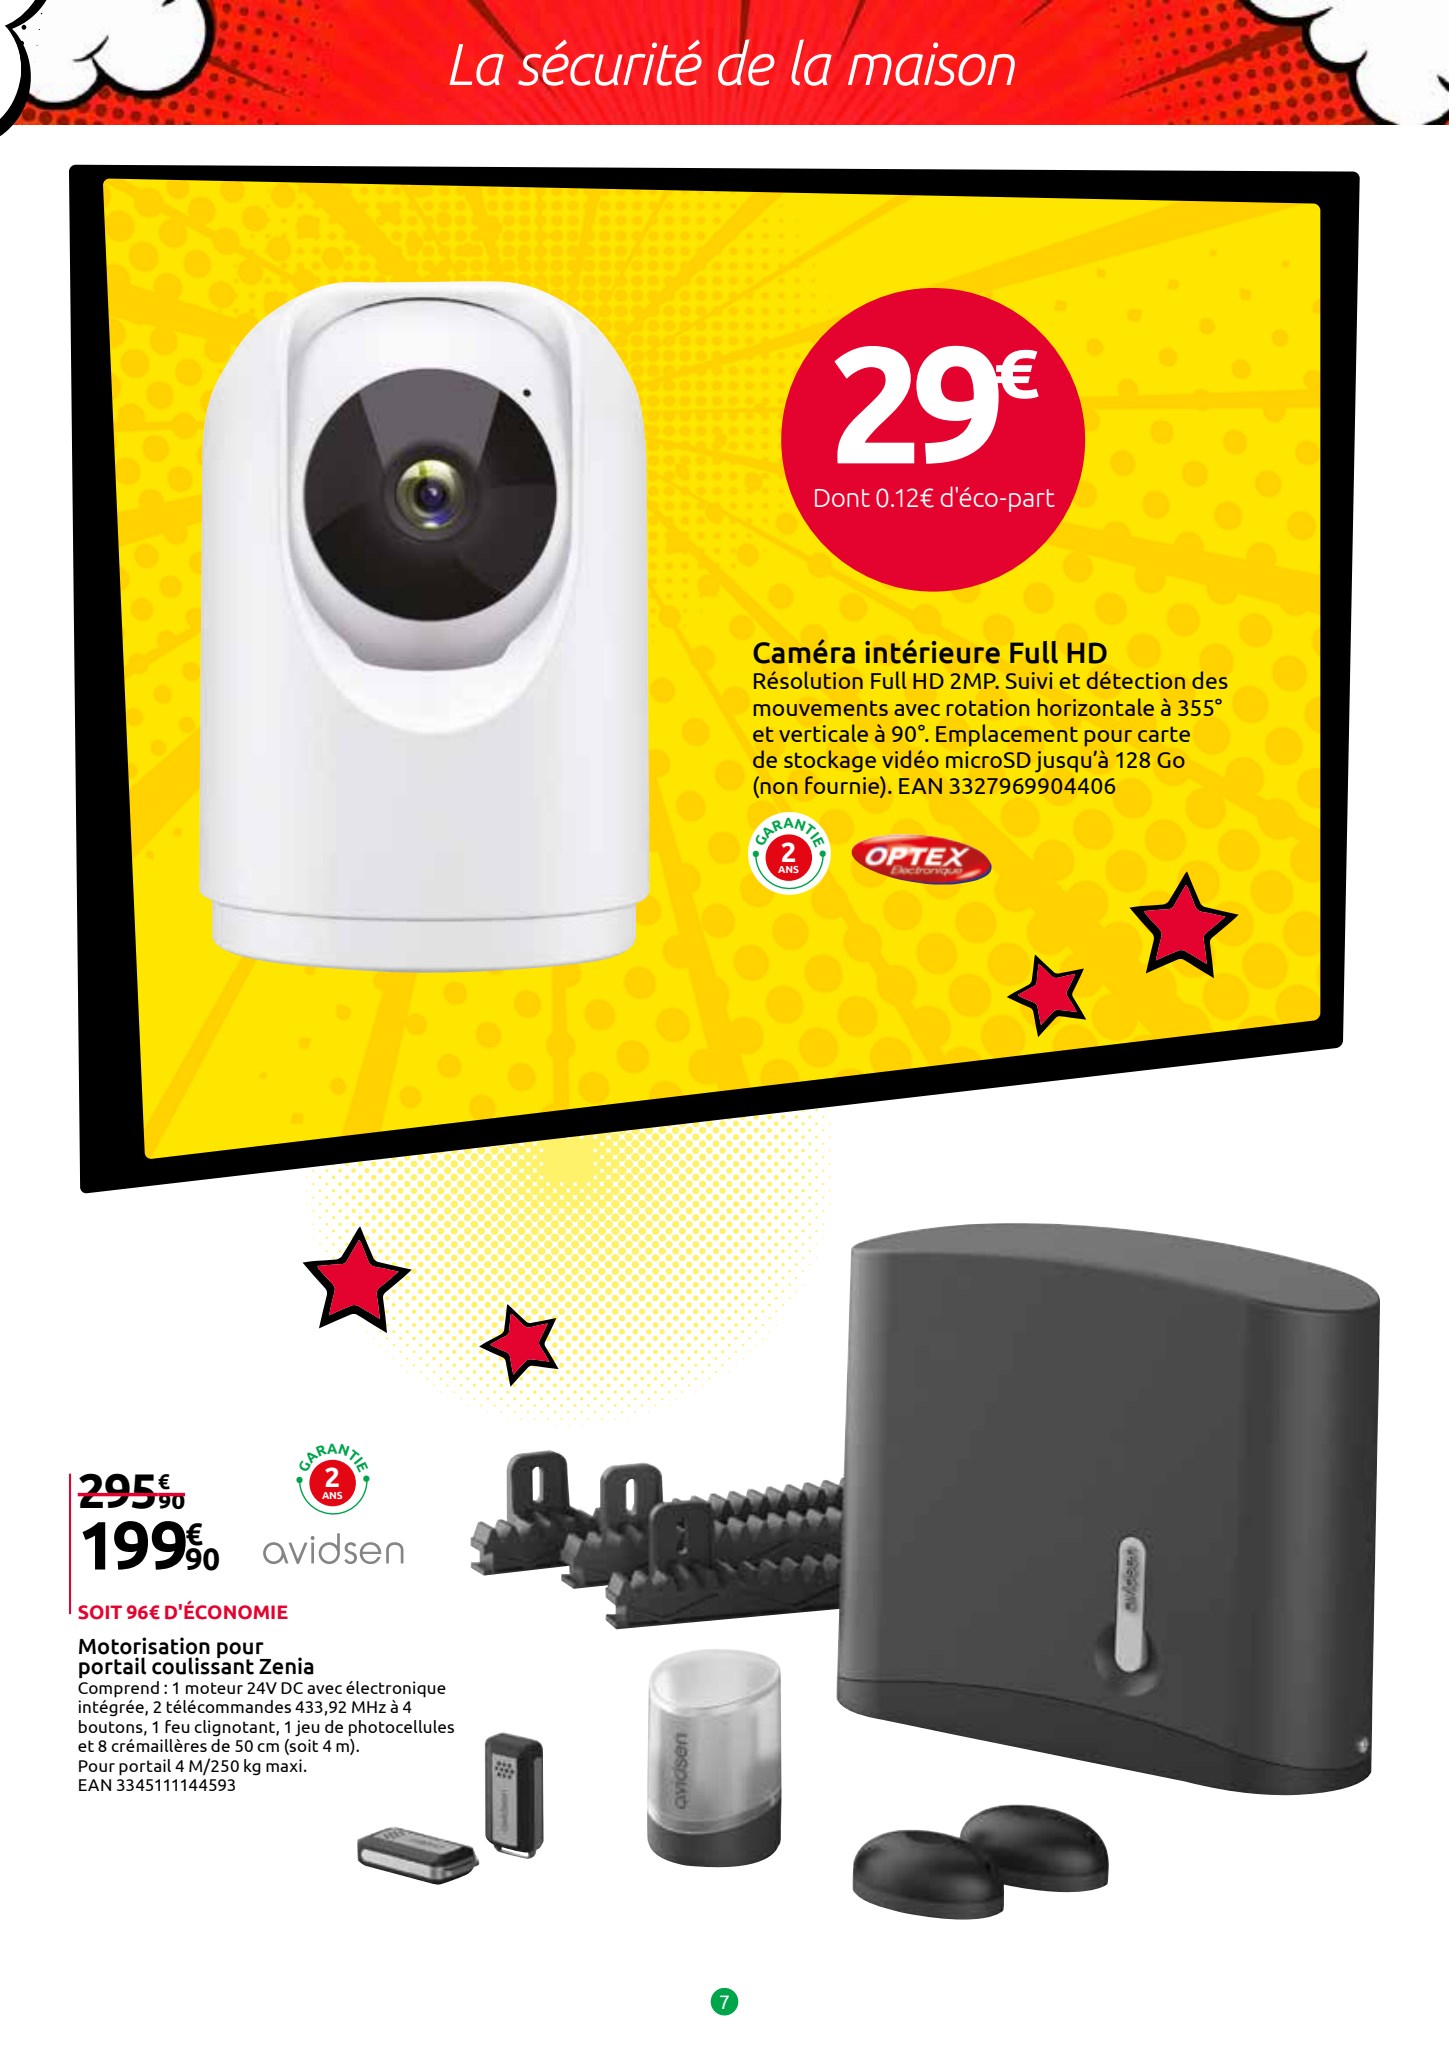 La sécurité de la maison
29€
Dont 0.12€ d'éco-part
Caméra intérieure Full HD
Résolution Full HD 2MP. Suivi et détection des
mouvements avec rotation horizontale à 355°
et verticale à 90°. Emplacement pour carte
de stockage vidéo microSD jusqu’à 128 Go
(non fournie). EAN 3327969904406
GARANTIE
2
ANS
OPTEX
Electronique
295€90
199€90
GARANTIE
2
ANS
avidsen
SOIT 96€ D'ÉCONOMIE
Motorisation pour
portail coulissant Zenia
Comprend : 1 moteur 24V DC avec électronique
intégrée, 2 télécommandes 433,92 MHz à 4
boutons, 1 feu clignotant, 1 jeu de photocellules
et 8 crémaillères de 50 cm (soit 4 m).
Pour portail 4 M/250 kg maxi.
EAN 3345111144593
avidsen
avidsen
avidsen
7